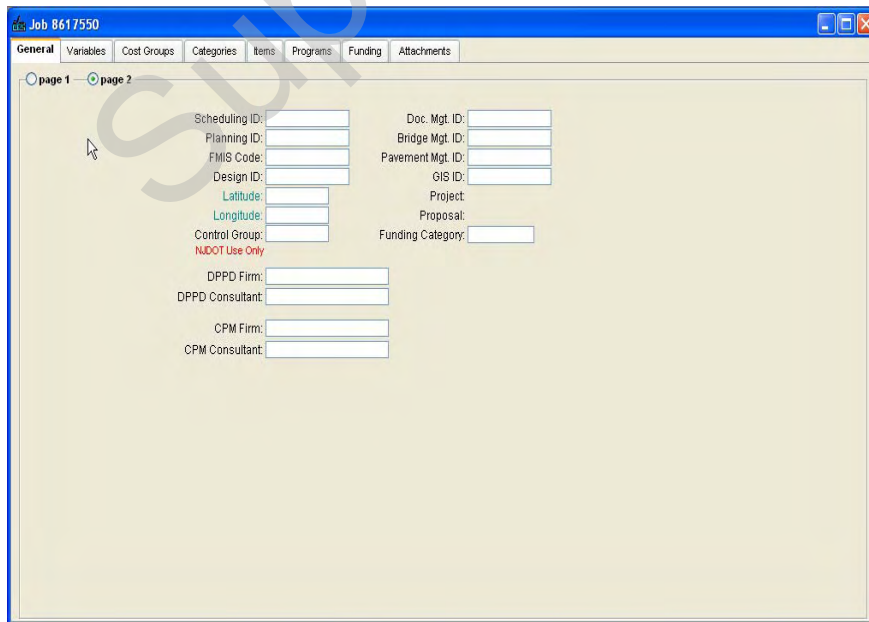 Job 8617550
General Variables Cost Groups Categories Items Programs Funding Attachments
page 1 page 2
Scheduling ID: Doc. Mgt. ID:
Planning ID: Bridge Mgt. ID:
FMIS Code: Pavement Mgt. ID:
Design ID: GIS ID:
Latitude: Project:
Longitude: Proposal:
Control Group: Funding Category:
NJDOT Use Only
DPPD Firm:
DPPD Consultant:
CPM Firm:
CPM Consultant:
Sup